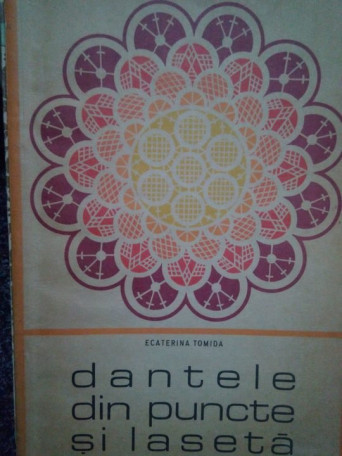 ECATERINA TOMIDA
dantele
din puncte
și lasetă